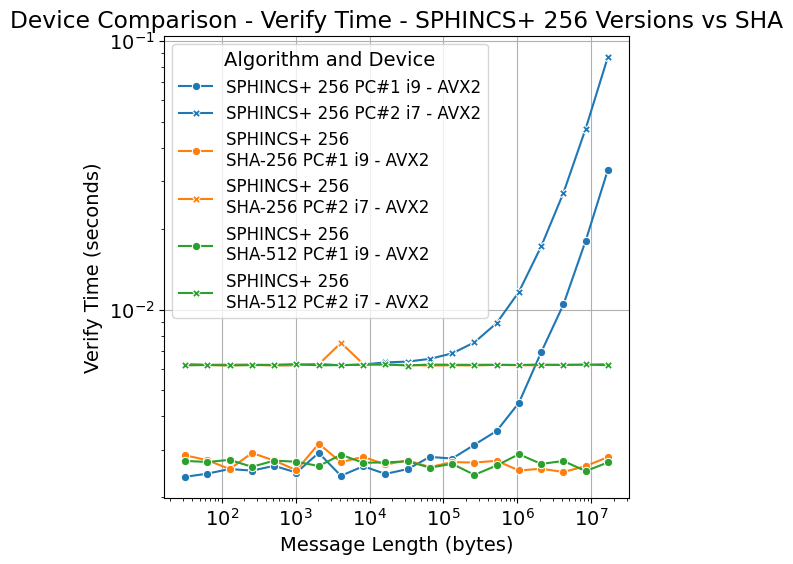 Device Comparison - Verify Time - SPHINCS+ 256 Versions vs SHA
Algorithm and Device
SPHINCS+ 256 PC#1 i9 - AVX2
SPHINCS+ 256 PC#2 i7 - AVX2
SPHINCS+ 256
SHA-256 PC#1 i9 - AVX2
SPHINCS+ 256
SHA-256 PC#2 i7 - AVX2
SPHINCS+ 256
SHA-512 PC#1 i9 - AVX2
SPHINCS+ 256
SHA-512 PC#2 i7 - AVX2
Verify Time (seconds)
10⁻¹
10⁻²
10² 10³ 10⁴ 10⁵ 10⁶ 10⁷
Message Length (bytes)